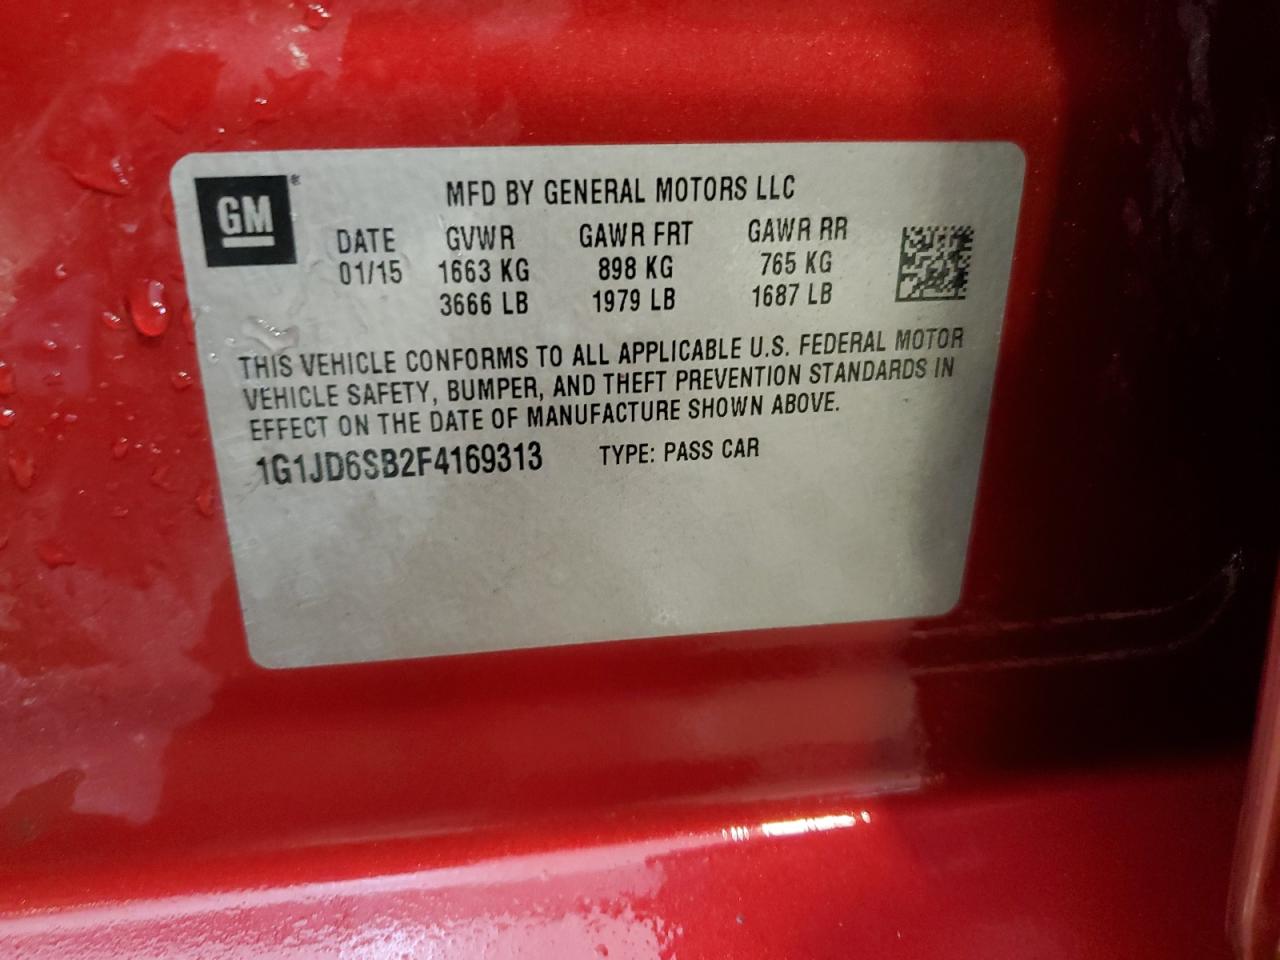 GM®
MFD BY GENERAL MOTORS LLC
DATE GVWR GAWR FRT GAWR RR
01/15 1663 KG 898 KG 765 KG
3666 LB 1979 LB 1687 LB
THIS VEHICLE CONFORMS TO ALL APPLICABLE U.S. FEDERAL MOTOR
VEHICLE SAFETY, BUMPER, AND THEFT PREVENTION STANDARDS IN
EFFECT ON THE DATE OF MANUFACTURE SHOWN ABOVE.
1G1JD6SB2F4169313 TYPE: PASS CAR